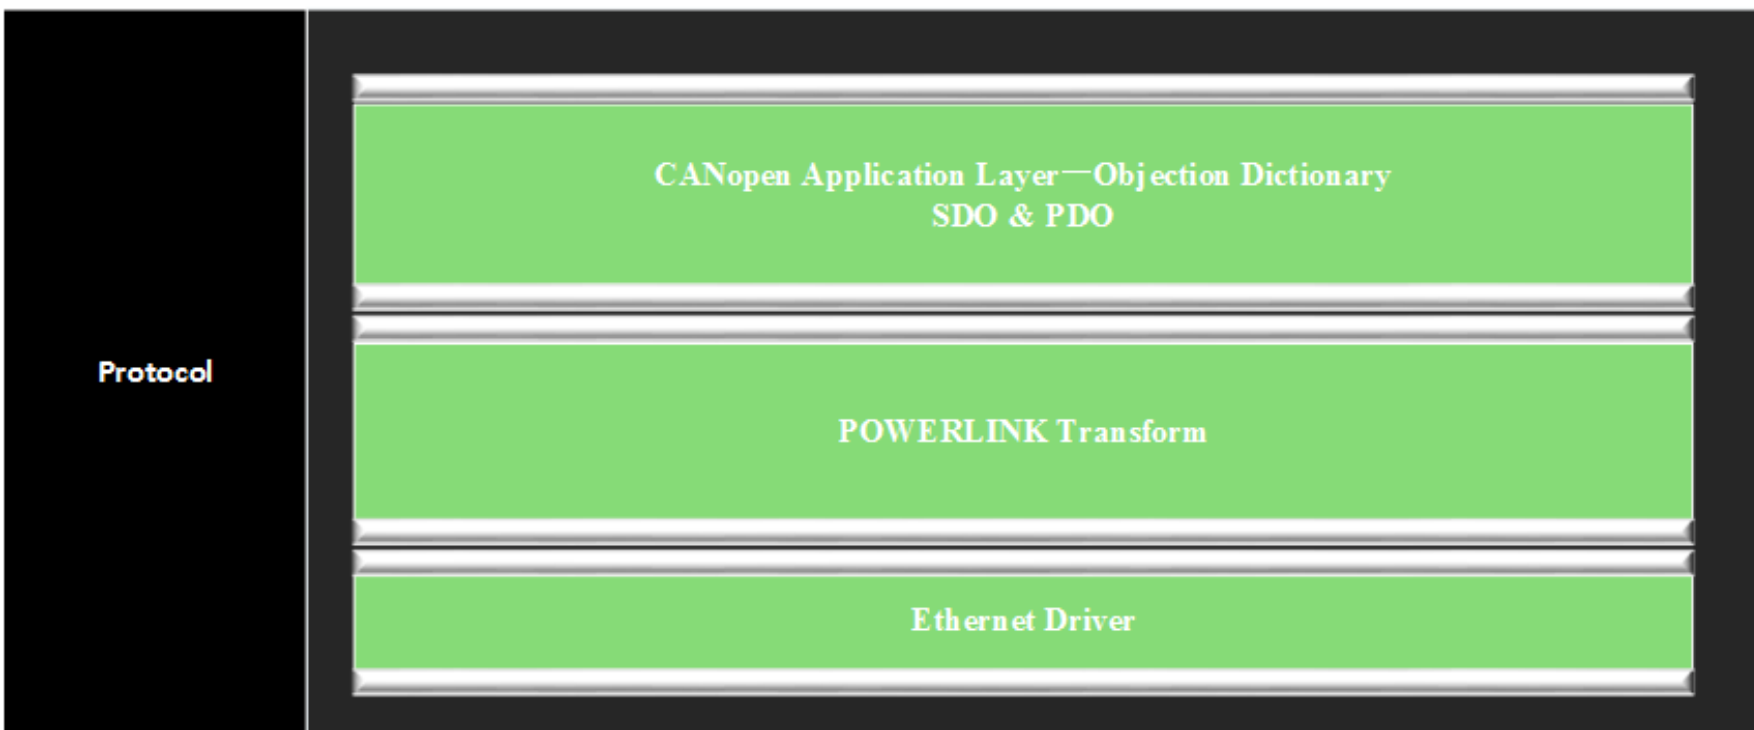 Protocol
CANopen Application Layer—Objection Dictionary
SDO & PDO
POWERLINK Transform
Ethernet Driver